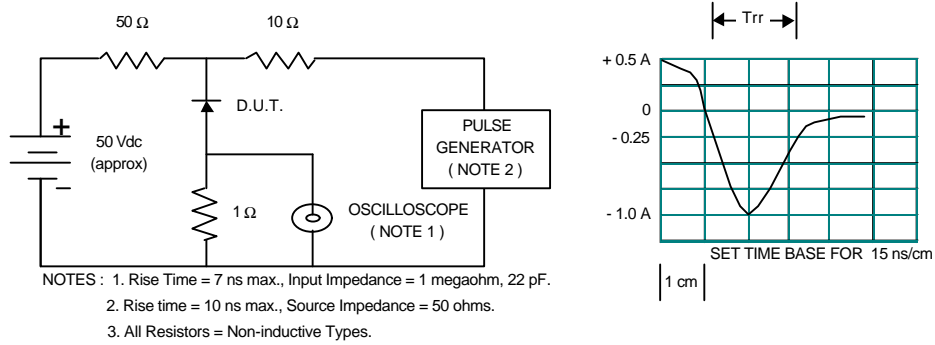 50 Ω
10 Ω
D.U.T.
+
50 Vdc
(approx)
−
1 Ω
OSCILLOSCOPE
( NOTE 1 )
PULSE
GENERATOR
( NOTE 2 )
NOTES : 1. Rise Time = 7 ns max., Input Impedance = 1 megaohm, 22 pF.
2. Rise time = 10 ns max., Source Impedance = 50 ohms.
3. All Resistors = Non-inductive Types.
Trr
+ 0.5 A
0
- 0.25
- 1.0 A
SET TIME BASE FOR 15 ns/cm
1 cm